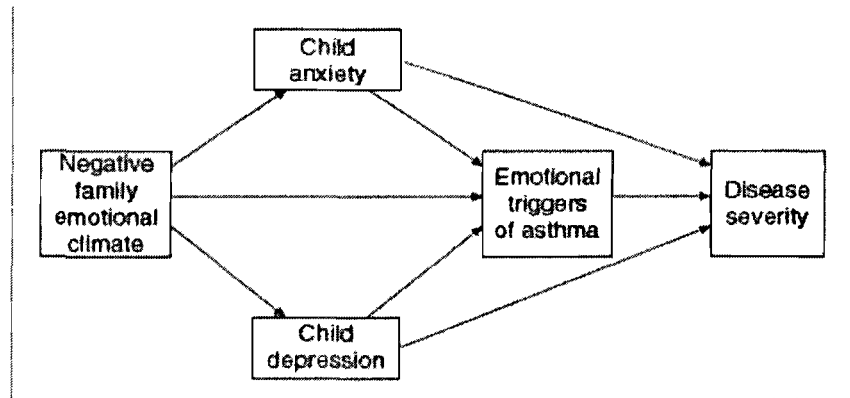 Child
anxiety
Negative
family
emotional
climate
Emotional
triggers
of asthma
Disease
severity
Child
depression